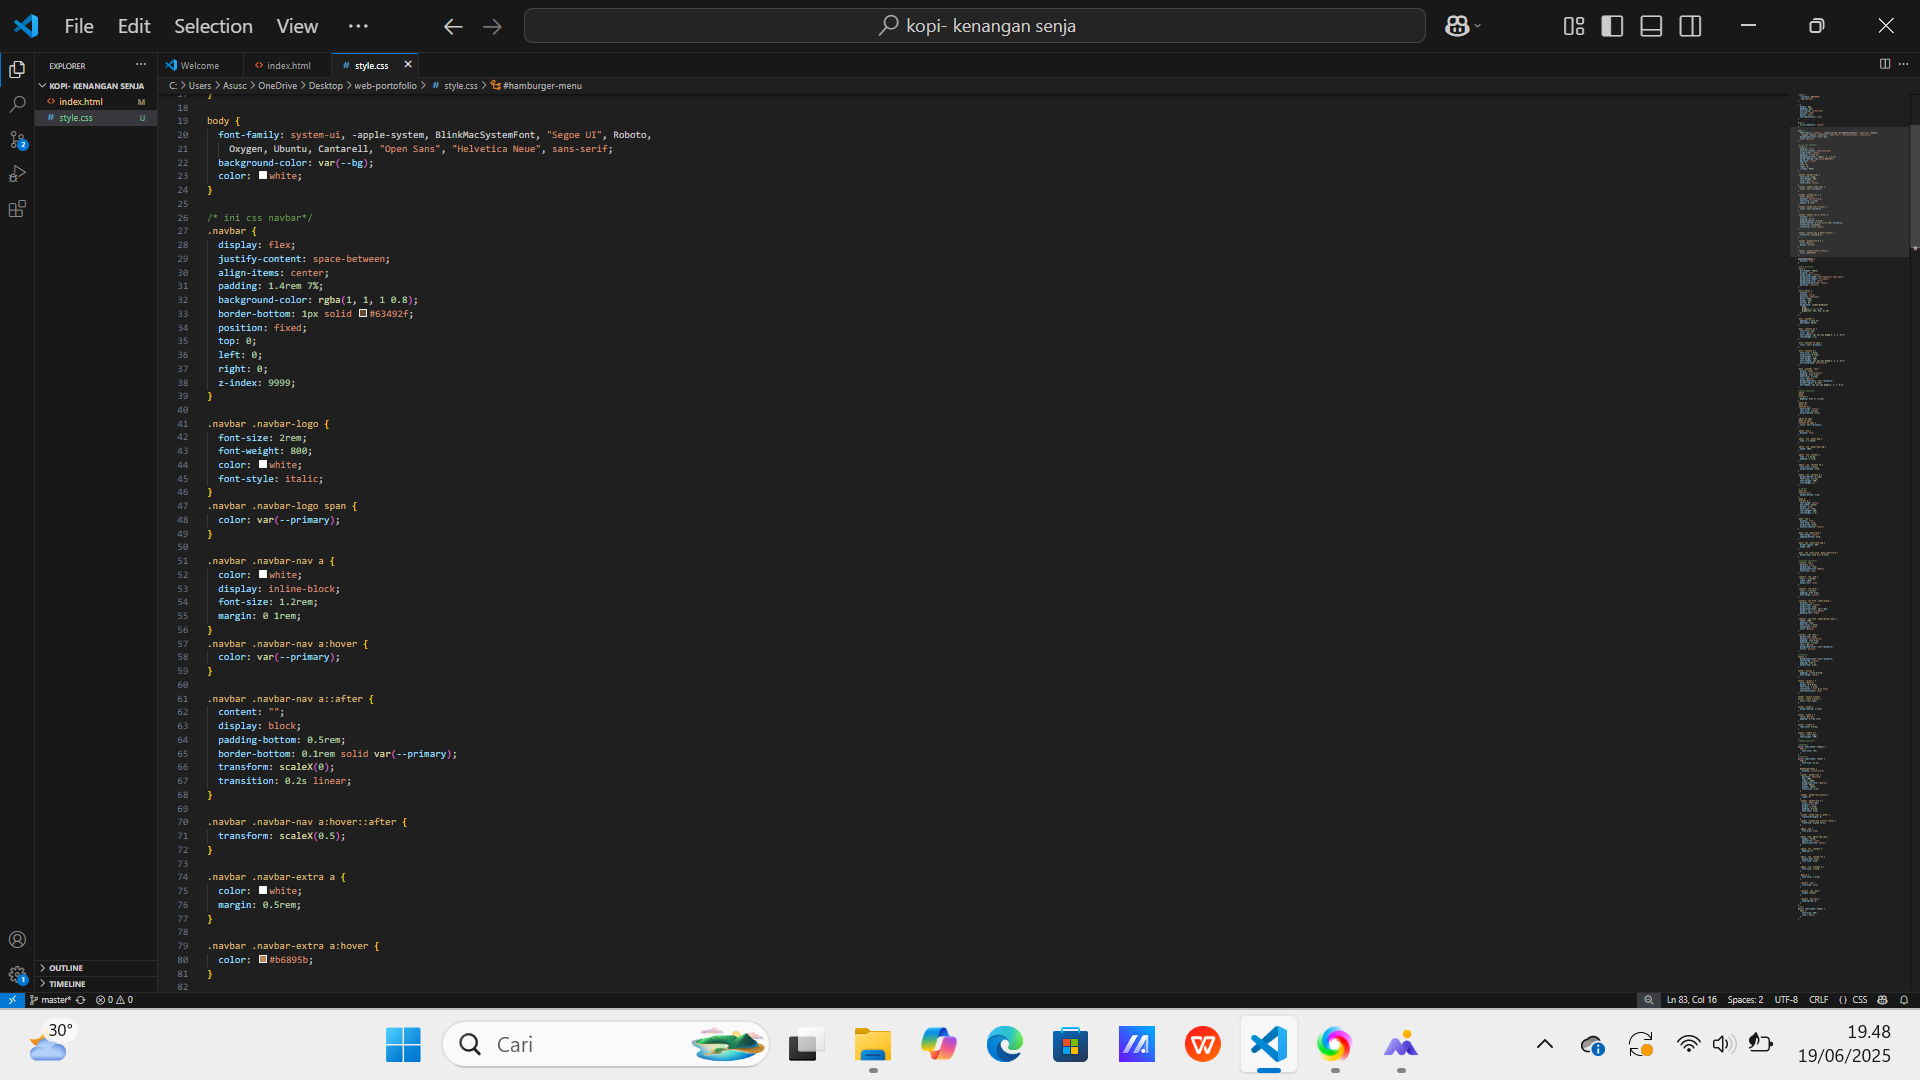 File Edit Selection View ···
kopi- kenangan senja
EXPLORER ···
KOPI- KENANGAN SENJA
index.html M
style.css U
Welcome
index.html
style.css
C: > Users > Asusc > OneDrive > Desktop > web-portofolio > # style.css > #hamburger-menu
17 }
18
19 body {
20 font-family: system-ui, -apple-system, BlinkMacSystemFont, "Segoe UI", Roboto,
21 Oxygen, Ubuntu, Cantarell, "Open Sans", "Helvetica Neue", sans-serif;
22 background-color: var(--bg);
23 color: white;
24 }
25
26 /* ini css navbar*/
27 .navbar {
28 display: flex;
29 justify-content: space-between;
30 align-items: center;
31 padding: 1.4rem 7%;
32 background-color: rgba(1, 1, 1 0.8);
33 border-bottom: 1px solid #63492f;
34 position: fixed;
35 top: 0;
36 left: 0;
37 right: 0;
38 z-index: 9999;
39 }
40
41 .navbar .navbar-logo {
42 font-size: 2rem;
43 font-weight: 800;
44 color: white;
45 font-style: italic;
46 }
47 .navbar .navbar-logo span {
48 color: var(--primary);
49 }
50
51 .navbar .navbar-nav a {
52 color: white;
53 display: inline-block;
54 font-size: 1.2rem;
55 margin: 0 1rem;
56 }
57 .navbar .navbar-nav a:hover {
58 color: var(--primary);
59 }
60
61 .navbar .navbar-nav a::after {
62 content: "";
63 display: block;
64 padding-bottom: 0.5rem;
65 border-bottom: 0.1rem solid var(--primary);
66 transform: scaleX(0);
67 transition: 0.2s linear;
68 }
69
70 .navbar .navbar-nav a:hover::after {
71 transform: scaleX(0.5);
72 }
73
74 .navbar .navbar-extra a {
75 color: white;
76 margin: 0.5rem;
77 }
78
79 .navbar .navbar-extra a:hover {
80 color: #b6895b;
81 }
82
2
1
OUTLINE
TIMELINE
master* 0 0
Ln 83, Col 16 Spaces: 2 UTF-8 CRLF {} CSS
30°
Cari
19.48
19/06/2025